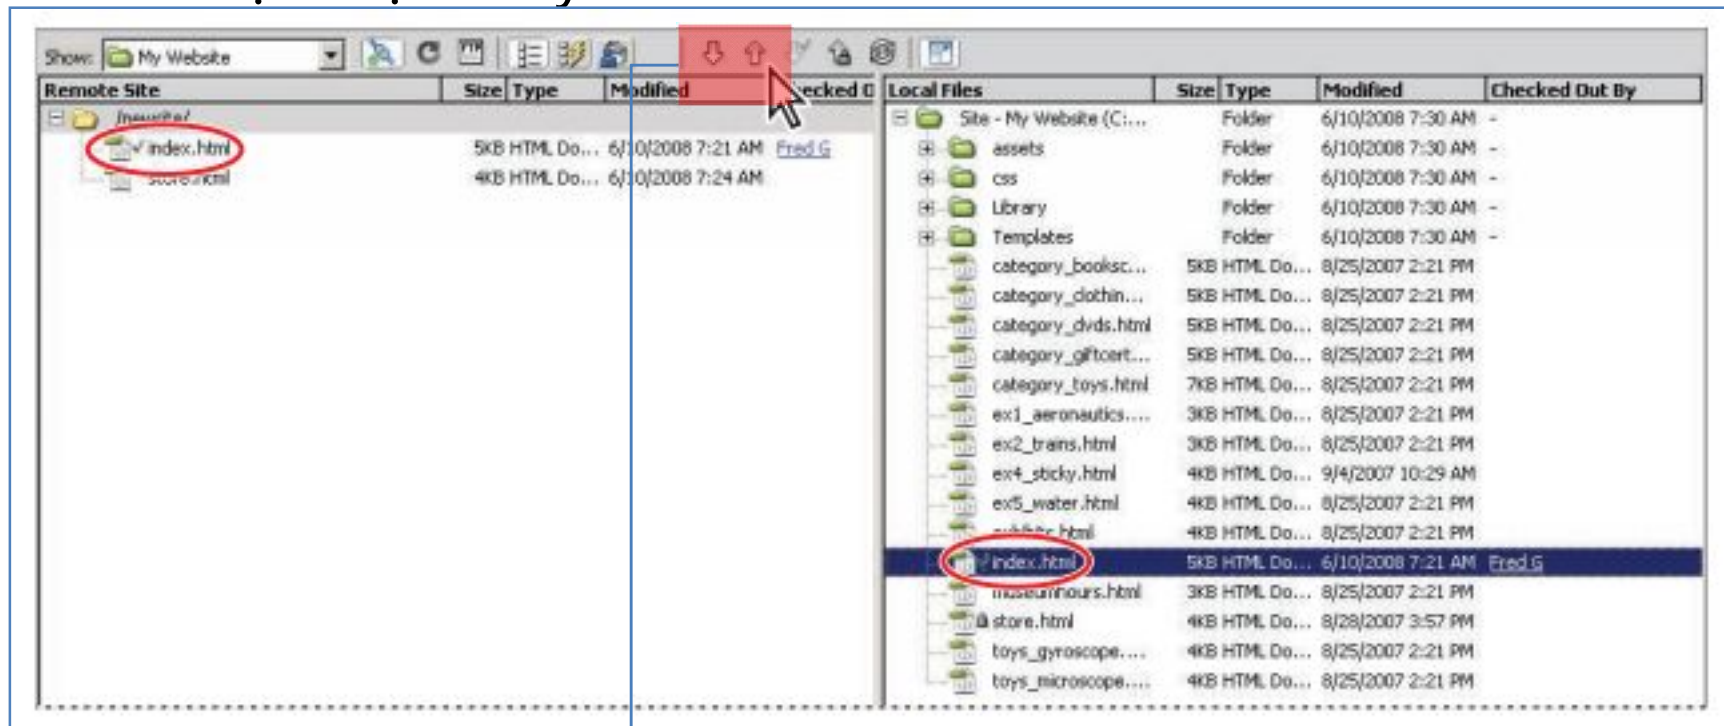 Show: My Website
Remote Site Size Type Modified Checked O
/newsite/
index.html 5KB HTML Do... 6/10/2008 7:21 AM Fred G
store.html 4KB HTML Do... 6/10/2008 7:24 AM
Local Files Size Type Modified Checked Out By
Site - My Website (C:... Folder 6/10/2008 7:30 AM -
assets Folder 6/10/2008 7:30 AM -
css Folder 6/10/2008 7:30 AM -
Library Folder 6/10/2008 7:30 AM -
Templates Folder 6/10/2008 7:30 AM -
category_booksc... 5KB HTML Do... 8/25/2007 2:21 PM
category_clothin... 5KB HTML Do... 8/25/2007 2:21 PM
category_dvds.html 5KB HTML Do... 8/25/2007 2:21 PM
category_giftcert... 5KB HTML Do... 8/25/2007 2:21 PM
category_toys.html 7KB HTML Do... 8/25/2007 2:21 PM
ex1_aeronautics.... 3KB HTML Do... 8/25/2007 2:21 PM
ex2_trains.html 3KB HTML Do... 8/25/2007 2:21 PM
ex4_sticky.html 4KB HTML Do... 9/4/2007 10:29 AM
ex5_water.html 4KB HTML Do... 8/25/2007 2:21 PM
exhibits.html 4KB HTML Do... 8/25/2007 2:21 PM
index.html 5KB HTML Do... 6/10/2008 7:21 AM Fred G
museumhours.html 3KB HTML Do... 8/25/2007 2:21 PM
store.html 4KB HTML Do... 8/28/2007 3:57 PM
toys_gyroscope.... 4KB HTML Do... 8/25/2007 2:21 PM
toys_microscope.... 4KB HTML Do... 8/25/2007 2:21 PM